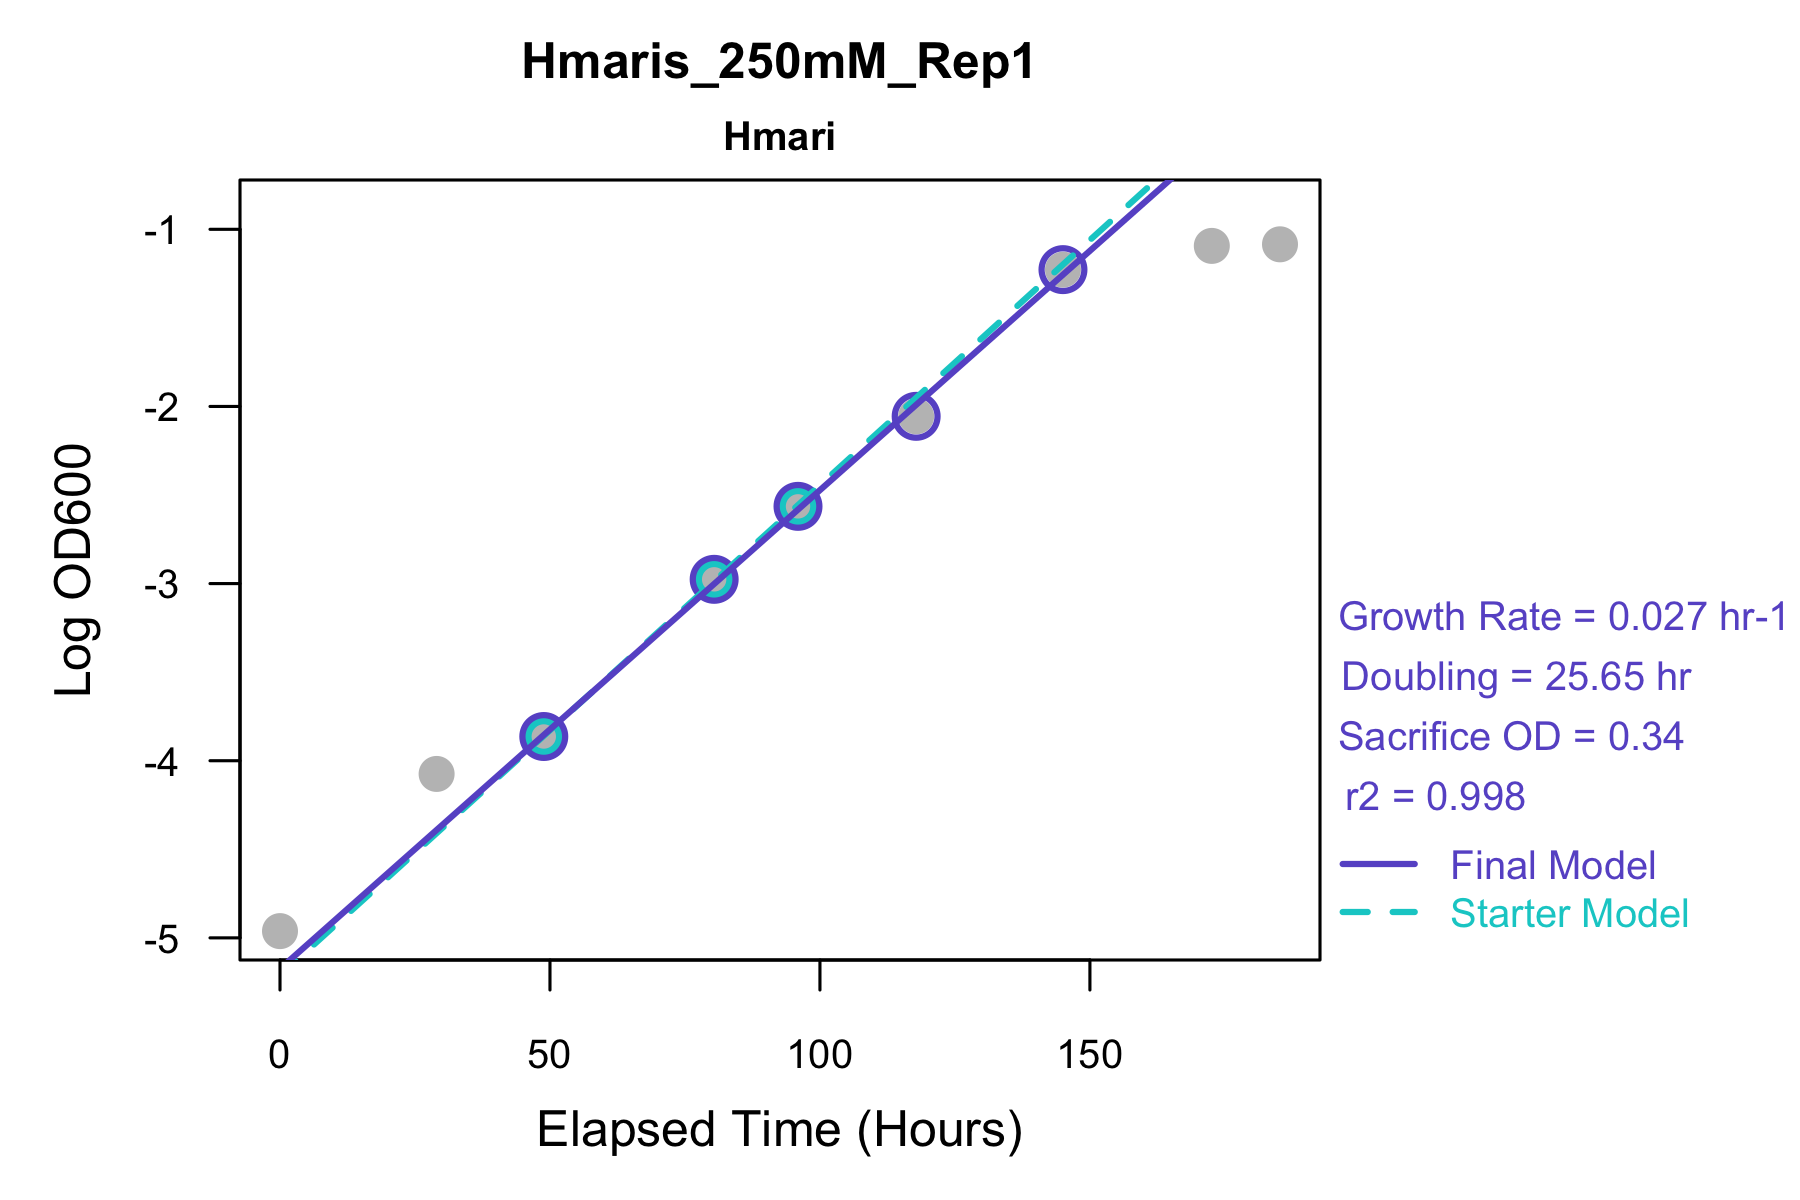 Hmaris_250mM_Rep1
Hmari
Log OD600
-1
-2
-3
-4
-5
0 50 100 150
Elapsed Time (Hours)
Growth Rate = 0.027 hr-1
Doubling = 25.65 hr
Sacrifice OD = 0.34
r2 = 0.998
Final Model
Starter Model